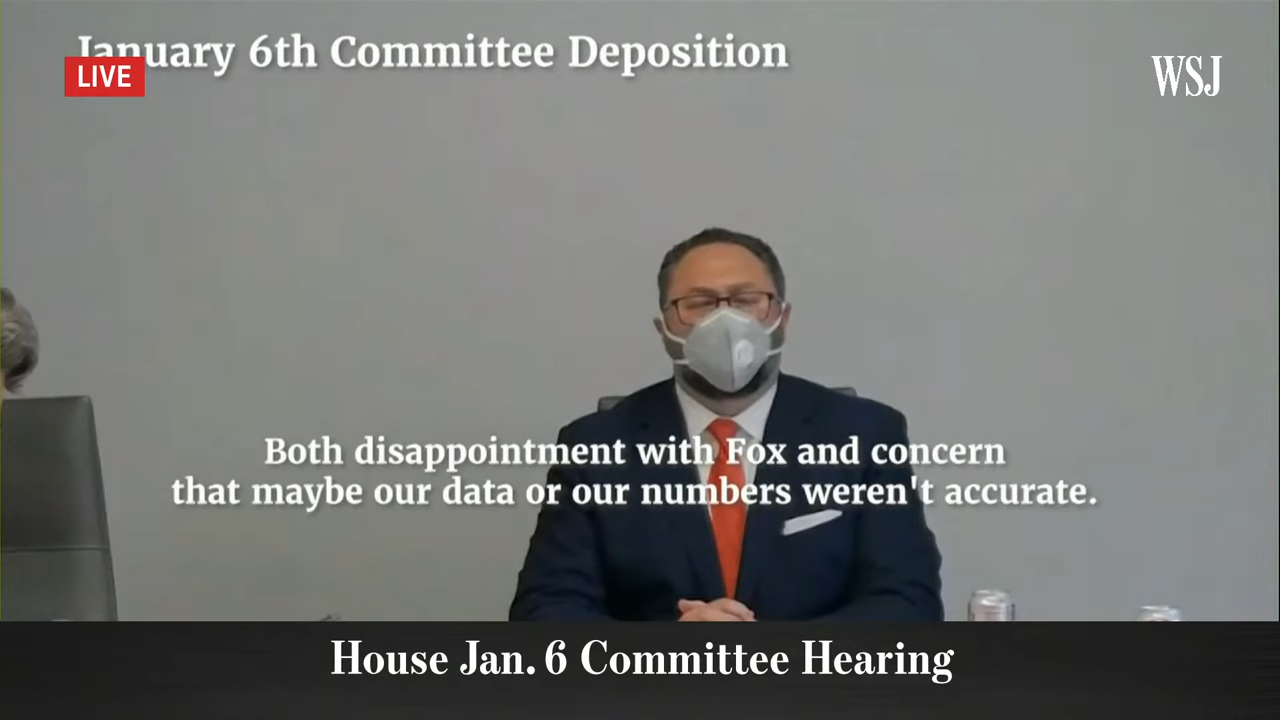 January 6th Committee Deposition
LIVE
WSJ
Both disappointment with Fox and concern
that maybe our data or our numbers weren't accurate.
House Jan. 6 Committee Hearing